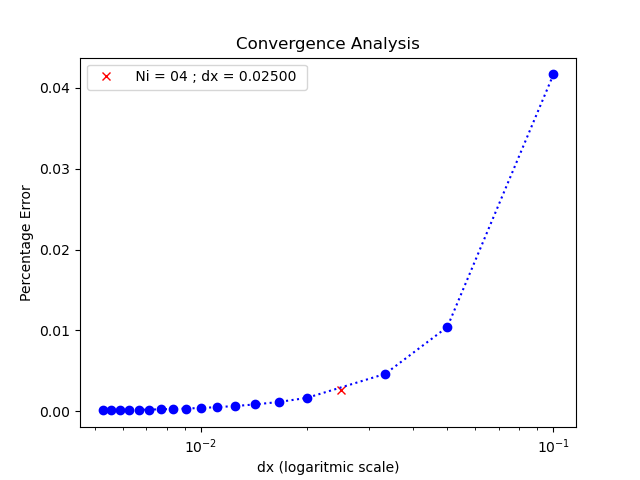 Convergence Analysis
Ni = 04 ; dx = 0.02500
0.04
0.03
0.02
0.01
0.00
Percentage Error
10⁻²
10⁻¹
dx (logaritmic scale)